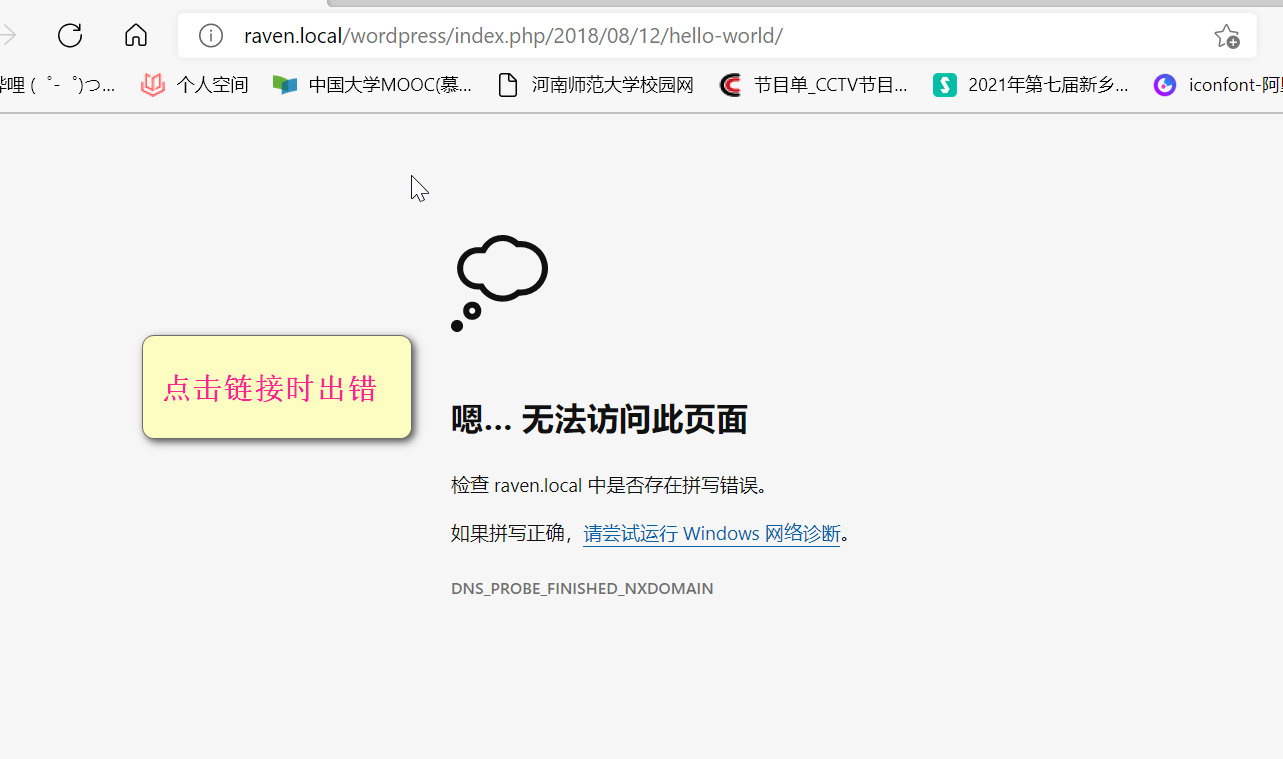 raven.local/wordpress/index.php/2018/08/12/hello-world/
哩 (゜-゜)つ... 个人空间 中国大学MOOC(慕... 河南师范大学校园网 节目单_CCTV节目... 2021年第七届新乡... iconfont-阿
点击链接时出错
嗯... 无法访问此页面
检查 raven.local 中是否存在拼写错误。
如果拼写正确，请尝试运行 Windows 网络诊断。
DNS_PROBE_FINISHED_NXDOMAIN